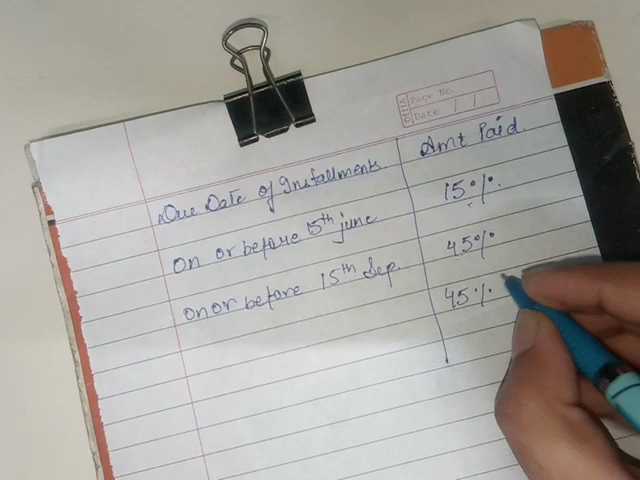 Page No.
Date / /
Due Date of Installments Amt Paid.
on or before 15th june 15%.
on or before 15th Sep. 45%
45%